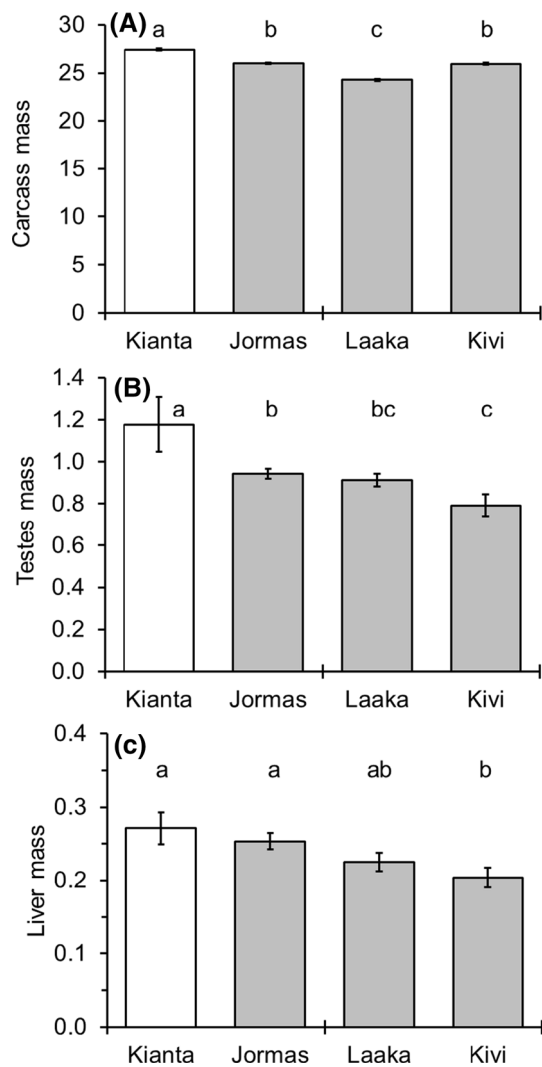 (A)
a b c b
30
25
20
15
10
5
0
Carcass mass
Kianta Jormas Laaka Kivi
(B)
a b bc c
1.4
1.2
1.0
0.8
0.6
0.4
0.2
0.0
Testes mass
Kianta Jormas Laaka Kivi
(c)
a a ab b
0.4
0.3
0.2
0.1
0.0
Liver mass
Kianta Jormas Laaka Kivi